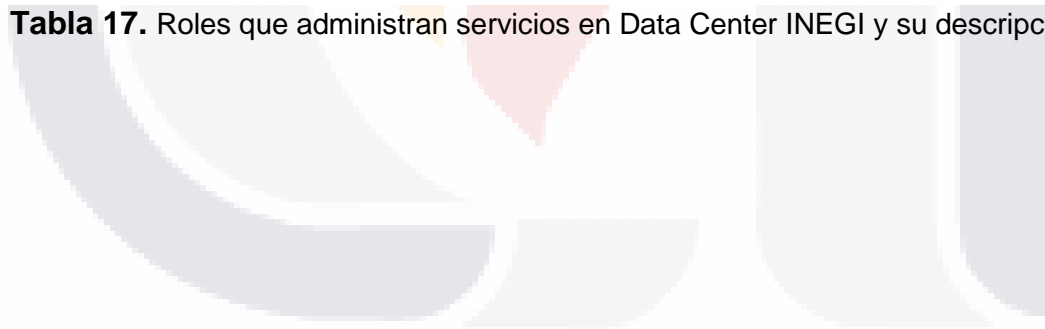 Tabla 17. Roles que administran servicios en Data Center INEGI y su descripc